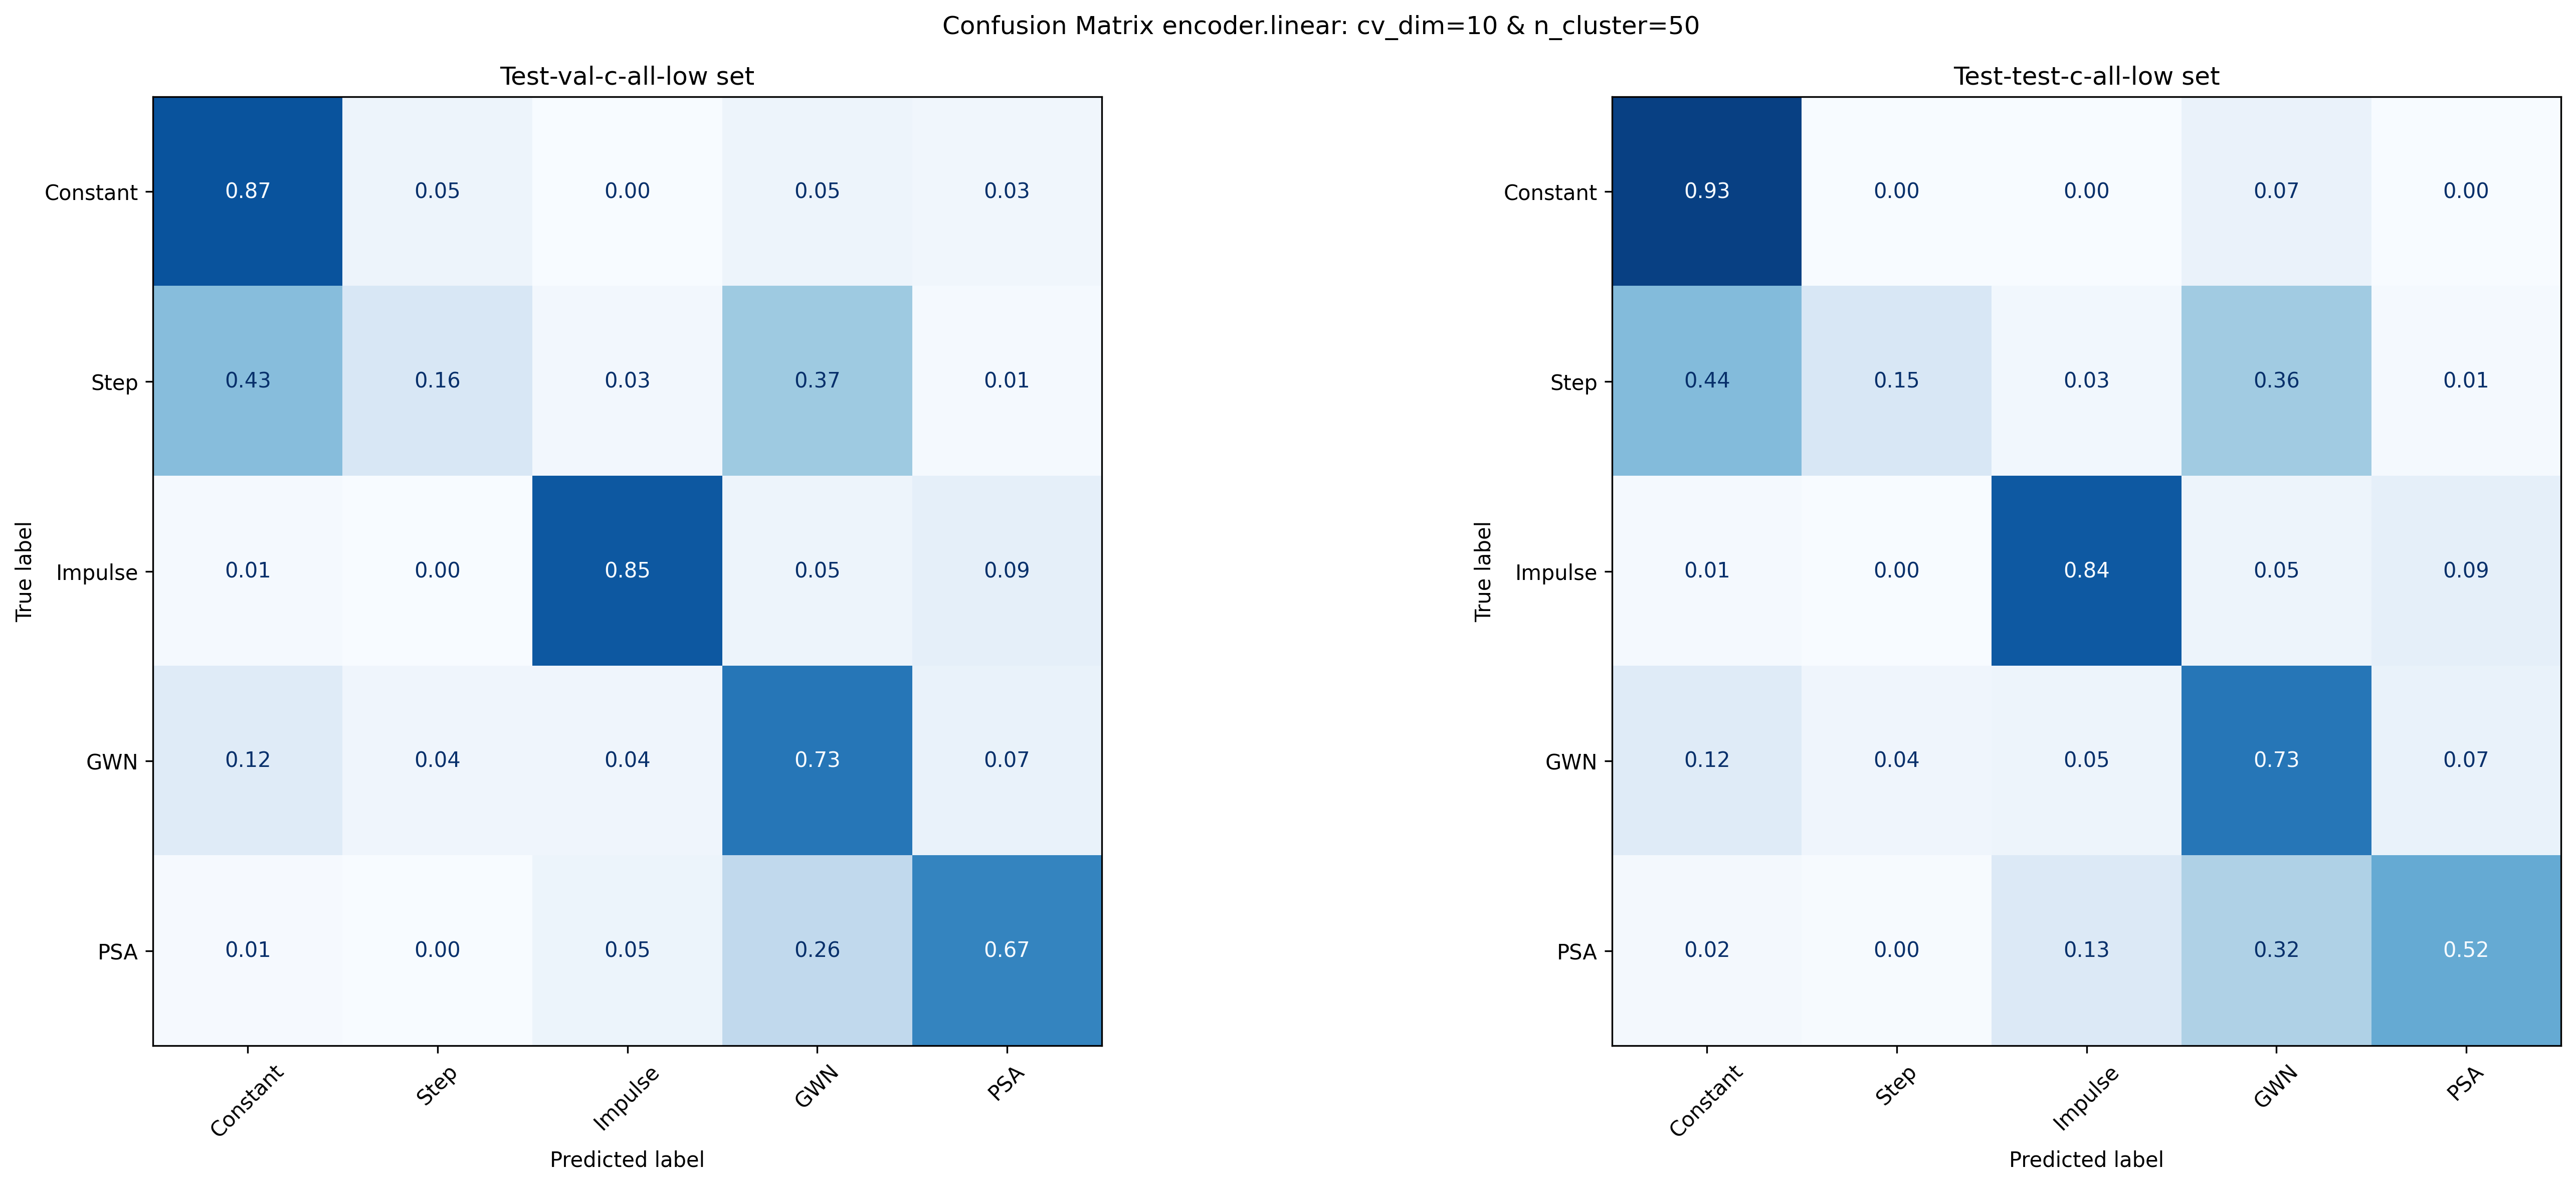 Confusion Matrix encoder.linear: cv_dim=10 & n_cluster=50
Test-val-c-all-low set
True label
Constant 0.87 0.05 0.00 0.05 0.03
Step 0.43 0.16 0.03 0.37 0.01
Impulse 0.01 0.00 0.85 0.05 0.09
GWN 0.12 0.04 0.04 0.73 0.07
PSA 0.01 0.00 0.05 0.26 0.67
Constant Step Impulse GWN PSA
Predicted label
Test-test-c-all-low set
True label
Constant 0.93 0.00 0.00 0.07 0.00
Step 0.44 0.15 0.03 0.36 0.01
Impulse 0.01 0.00 0.84 0.05 0.09
GWN 0.12 0.04 0.05 0.73 0.07
PSA 0.02 0.00 0.13 0.32 0.52
Constant Step Impulse GWN PSA
Predicted label